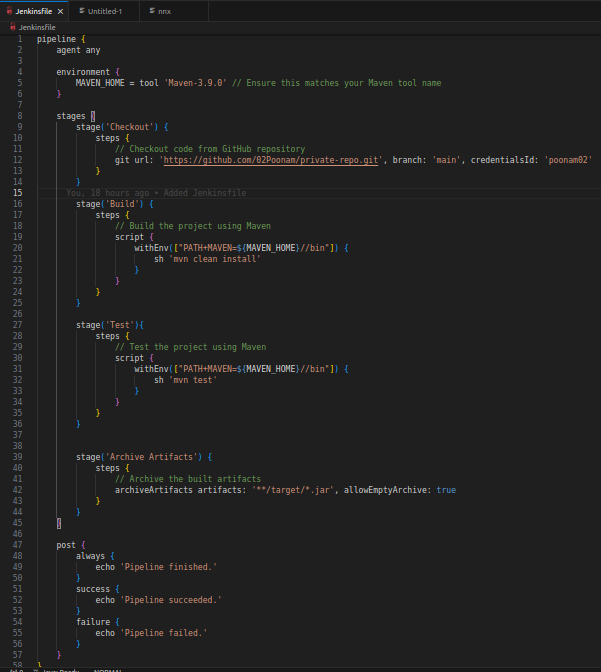 Jenkinsfile × Untitled-1 nnx
Jenkinsfile
1 pipeline {
2 agent any
3
4 environment {
5 MAVEN_HOME = tool 'Maven-3.9.0' // Ensure this matches your Maven tool name
6 }
7
8 stages {
9 stage('Checkout') {
10 steps {
11 // Checkout code from GitHub repository
12 git url: 'https://github.com/02Poonam/private-repo.git', branch: 'main', credentialsId: 'poonam02'
13 }
14 }
15 You, 18 hours ago • Added Jenkinsfile
16 stage('Build') {
17 steps {
18 // Build the project using Maven
19 script {
20 withEnv(["PATH+MAVEN=${MAVEN_HOME}//bin"]) {
21 sh 'mvn clean install'
22 }
23 }
24 }
25 }
26
27 stage('Test'){
28 steps {
29 // Test the project using Maven
30 script {
31 withEnv(["PATH+MAVEN=${MAVEN_HOME}//bin"]) {
32 sh 'mvn test'
33 }
34 }
35 }
36 }
37
38
39 stage('Archive Artifacts') {
40 steps {
41 // Archive the built artifacts
42 archiveArtifacts artifacts: '**/target/*.jar', allowEmptyArchive: true
43 }
44 }
45 }
46
47 post {
48 always {
49 echo 'Pipeline finished.'
50 }
51 success {
52 echo 'Pipeline succeeded.'
53 }
54 failure {
55 echo 'Pipeline failed.'
56 }
57 }
58 }